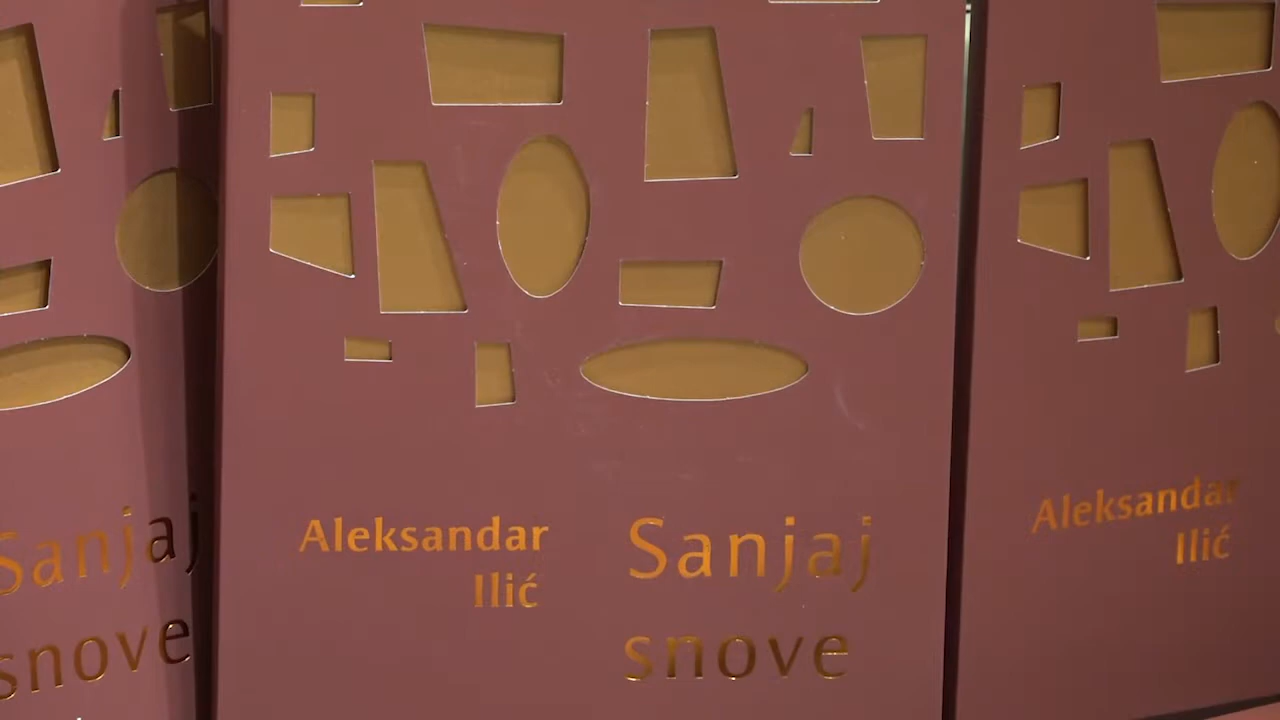 Sanjaj
snove
Aleksandar
Ilić
Sanjaj
snove
Aleksandar
Ilić